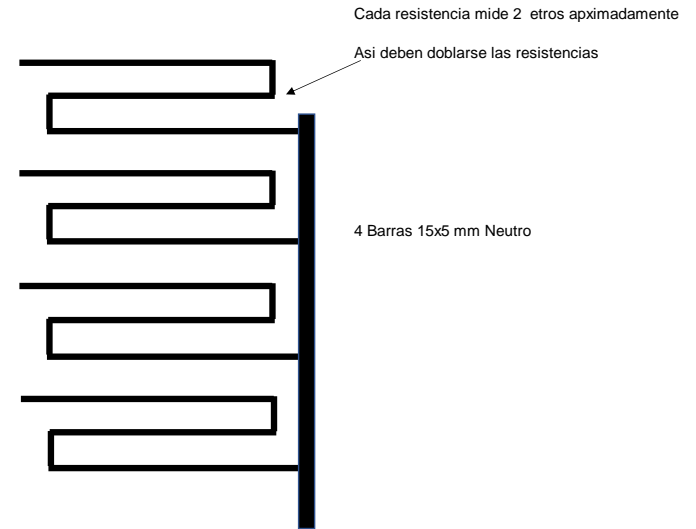 Cada resistencia mide 2  etros apximadamente
Asi deben doblarse las resistencias
4 Barras 15x5 mm Neutro